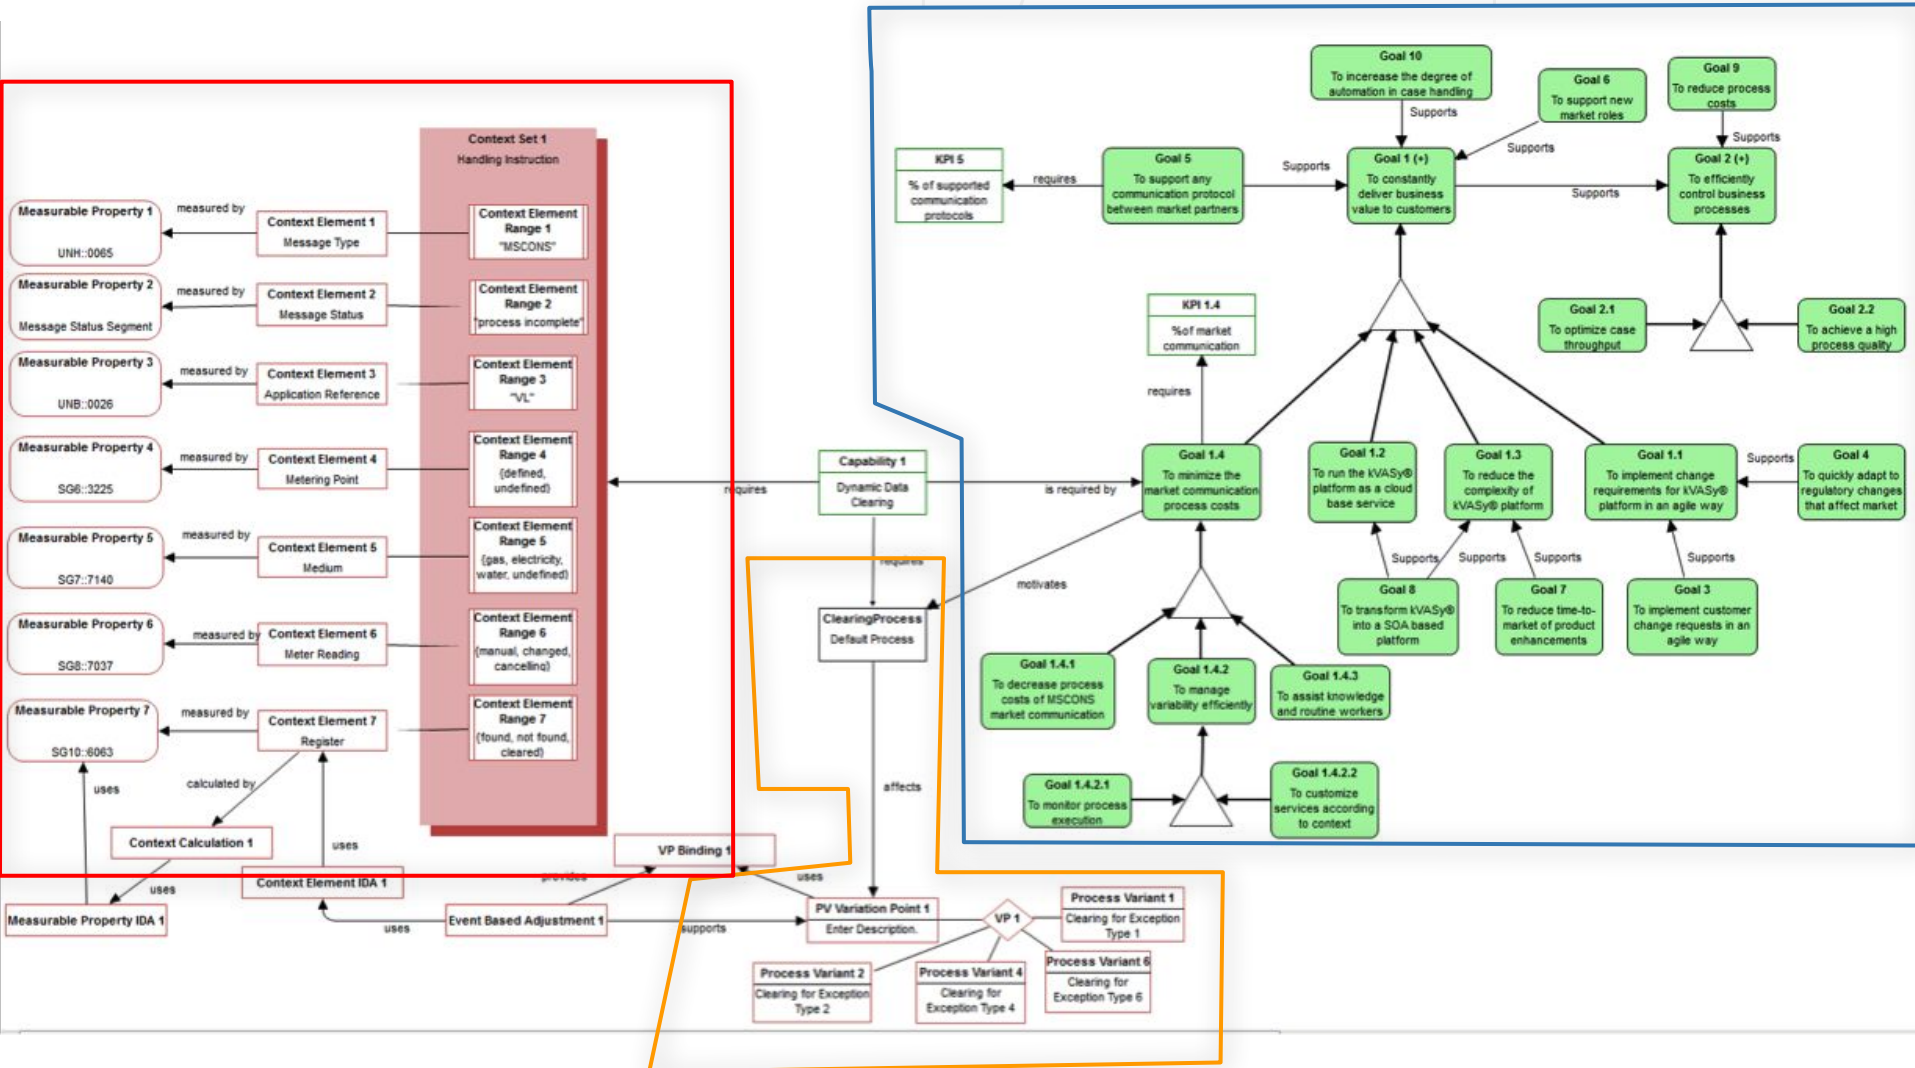 Context Set 1
Handling Instruction
Measurable Property 1
UNH::0065
measured by
Context Element 1
Message Type
Context Element
Range 1
"MSCONS"
Measurable Property 2
Message Status Segment
measured by
Context Element 2
Message Status
Context Element
Range 2
"process incomplete"
Measurable Property 3
UNB::0026
measured by
Context Element 3
Application Reference
Context Element
Range 3
"VL"
Measurable Property 4
SG6::3225
measured by
Context Element 4
Metering Point
Context Element
Range 4
{defined,
undefined}
Measurable Property 5
SG7::7140
measured by
Context Element 5
Medium
Context Element
Range 5
{gas, electricity,
water, undefined}
Measurable Property 6
SG8::7037
measured by
Context Element 6
Meter Reading
Context Element
Range 6
{manual, changed,
cancelling}
Measurable Property 7
SG10::6063
measured by
Context Element 7
Register
Context Element
Range 7
{found, not found,
cleared}
uses
calculated by
Context Calculation 1
uses
uses
Context Element IDA 1
Measurable Property IDA 1
uses
Event Based Adjustment 1
provides
VP Binding 1
uses
supports
PV Variation Point 1
Enter Description.
VP 1
Process Variant 1
Clearing for Exception
Type 1
Process Variant 2
Clearing for Exception
Type 2
Process Variant 4
Clearing for
Exception Type 4
Process Variant 6
Clearing for
Exception Type 6
requires
Capability 1
Dynamic Data
Clearing
is required by
requires
ClearingProcess
Default Process
motivates
affects
Goal 10
To incerease the degree of
automation in case handling
Supports
Goal 6
To support new
market roles
Supports
Goal 9
To reduce process
costs
Supports
KPI 5
% of supported
communication
protocols
requires
Goal 5
To support any
communication protocol
between market partners
Supports
Goal 1 (+)
To constantly
deliver business
value to customers
Supports
Goal 2 (+)
To efficiently
control business
processes
KPI 1.4
%of market
communication
requires
Goal 2.1
To optimize case
throughput
Goal 2.2
To achieve a high
process quality
Goal 1.4
To minimize the
market communication
process costs
Goal 1.2
To run the kVASy®
platform as a cloud
base service
Goal 1.3
To reduce the
complexity of
kVASy® platform
Goal 1.1
To implement change
requirements for kVASy®
platform in an agile way
Supports
Goal 4
To quickly adapt to
regulatory changes
that affect market
Supports
Supports
Supports
Supports
Goal 8
To transform kVASy®
into a SOA based
platform
Goal 7
To reduce time-to-
market of product
enhancements
Goal 3
To implement customer
change requests in an
agile way
Goal 1.4.1
To decrease process
costs of MSCONS
market communication
Goal 1.4.2
To manage
variability efficiently
Goal 1.4.3
To assist knowledge
and routine workers
Goal 1.4.2.1
To monitor process
execution
Goal 1.4.2.2
To customize
services according
to context